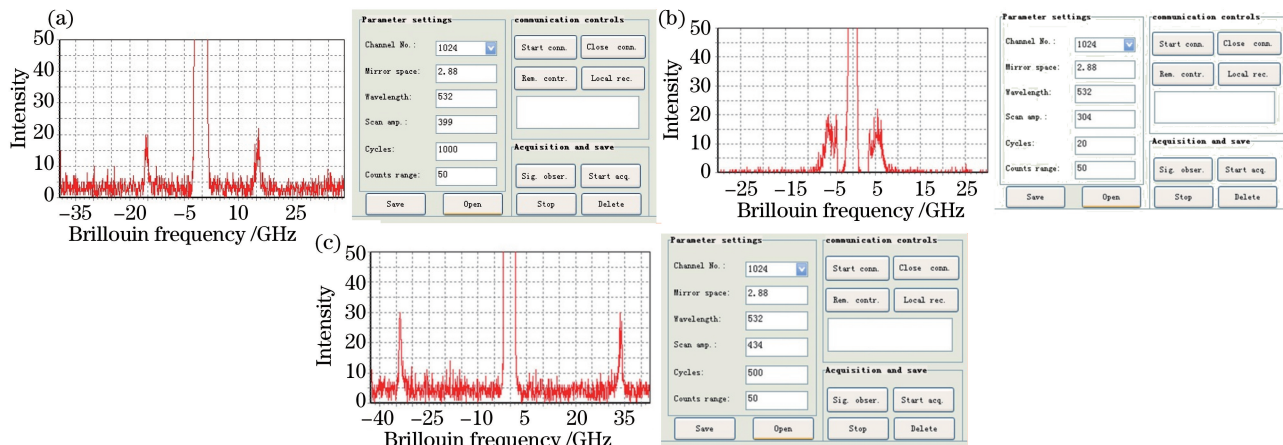 (a)
50
40
30
20
10
0
Intensity
−35 −20 −5 10 25
Brillouin frequency /GHz
Parameter settings
Channel No.: 1024
Mirror space: 2.88
Wavelength: 532
Scan amp.: 399
Cycles: 1000
Counts range: 50
Save Open
communication controls
Start conn. Close conn.
Rem. contr. Local rec.
Acquisition and save
Sig. obser. Start acq.
Stop Delete
(b)
50
40
30
20
10
0
Intensity
−25 −15 −5 5 15 25
Brillouin frequency /GHz
Parameter settings
Channel No.: 1024
Mirror space: 2.88
Wavelength: 532
Scan amp.: 304
Cycles: 20
Counts range: 50
Save Open
communication controls
Start conn. Close conn.
Rem. contr. Local rec.
Acquisition and save
Sig. obser. Start acq.
Stop Delete
(c)
50
40
30
20
10
0
Intensity
−40 −25 −10 5 20 35
Brillouin frequency /GHz
Parameter settings
Channel No.: 1024
Mirror space: 2.88
Wavelength: 532
Scan amp.: 434
Cycles: 500
Counts range: 50
Save Open
communication controls
Start conn. Close conn.
Rem. contr. Local rec.
Acquisition and save
Sig. obser. Start acq.
Stop Delete